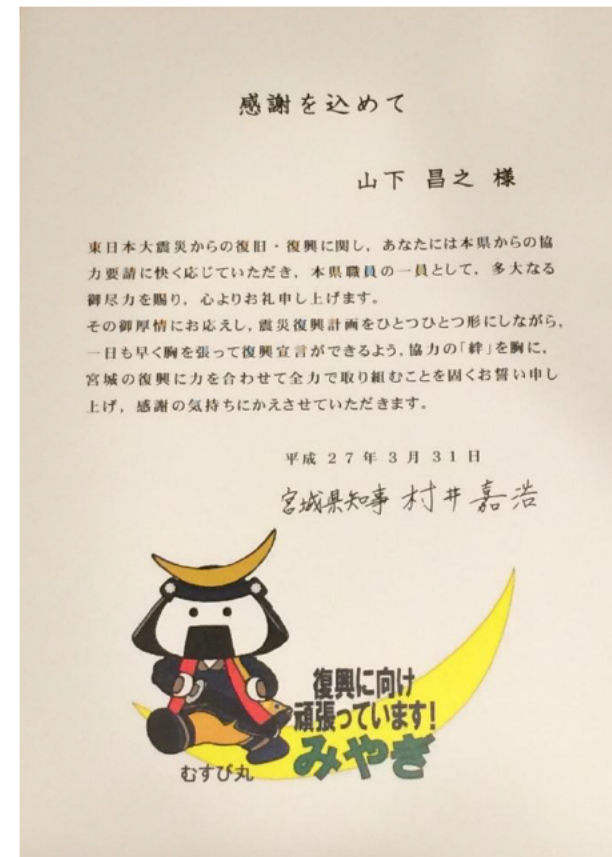 感謝を込めて
山下 昌之 様
東日本大震災からの復旧・復興に関し，あなたには本県からの協
力要請に快く応じていただき，本県職員の一員として，多大なる
御尽力を賜り，心よりお礼申し上げます。
その御厚情にお応えし，震災復興計画をひとつひとつ形にしながら，
一日も早く胸を張って復興宣言ができるよう，協力の「絆」を胸に，
宮城の復興に力を合わせて全力で取り組むことを固くお誓い申し
上げ，感謝の気持ちにかえさせていただきます。
平成 27年3月31日
宮城県知事 村井嘉浩
復興に向け
頑張っています!
みやぎ
むすび丸